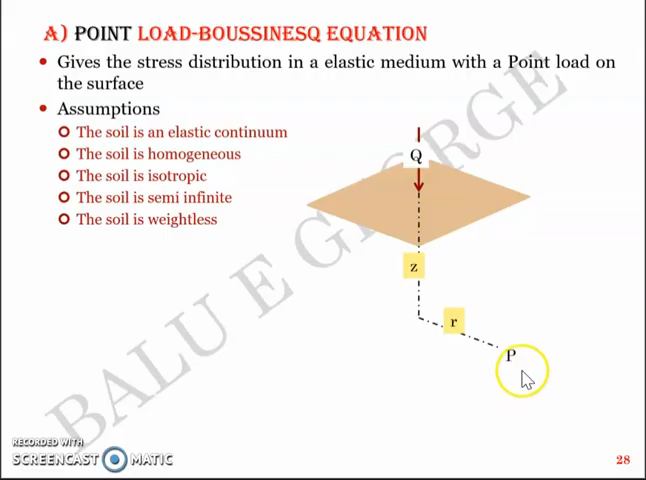 A) POINT LOAD-BOUSSINESQ EQUATION
• Gives the stress distribution in a elastic medium with a Point load on
the surface
• Assumptions
The soil is an elastic continuum
The soil is homogeneous
The soil is isotropic
The soil is semi infinite
The soil is weightless
Q
z
r
P
BALU E GEORGE
RECORDED WITH
SCREENCAST MATIC
28